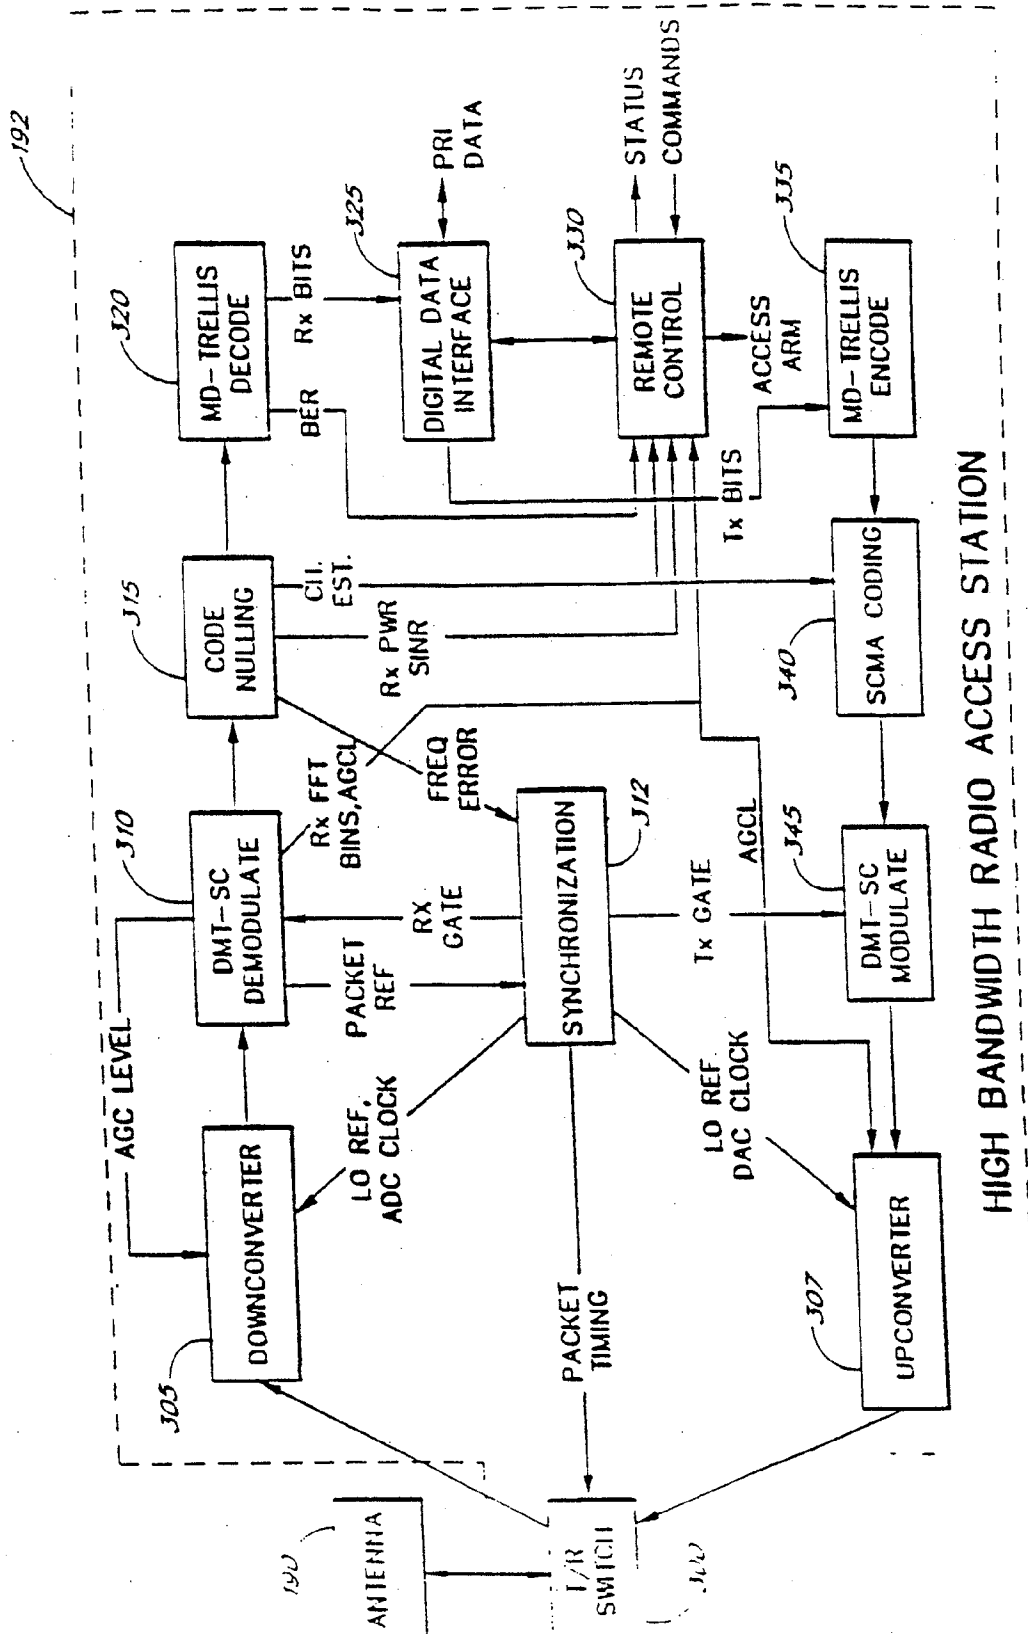 192
320
MD-TRELLIS
DECODE
BER
Rx BITS
325
DIGITAL DATA
INTERFACE
PRI
DATA
330
REMOTE
CONTROL
STATUS
COMMANDS
ACCESS
ARM
335
MD-TRELLIS
ENCODE
Tx BITS
315
CODE
NULLING
CH.
EST.
Rx PWR
SINR
FREQ
ERROR
340
SCMA CODING
310
DMT-SC
DEMODULATE
Rx FFT
BINS,AGCL
RX
GATE
PACKET
REF
312
SYNCHRONIZATION
Tx GATE
AGCL
345
DMT-SC
MODULATE
AGC LEVEL
305
DOWNCONVERTER
LO REF,
ADC CLOCK
LO REF
DAC CLOCK
PACKET
TIMING
307
UPCONVERTER
190
ANTENNA
T/R
SWITCH
300
HIGH BANDWIDTH RADIO ACCESS STATION